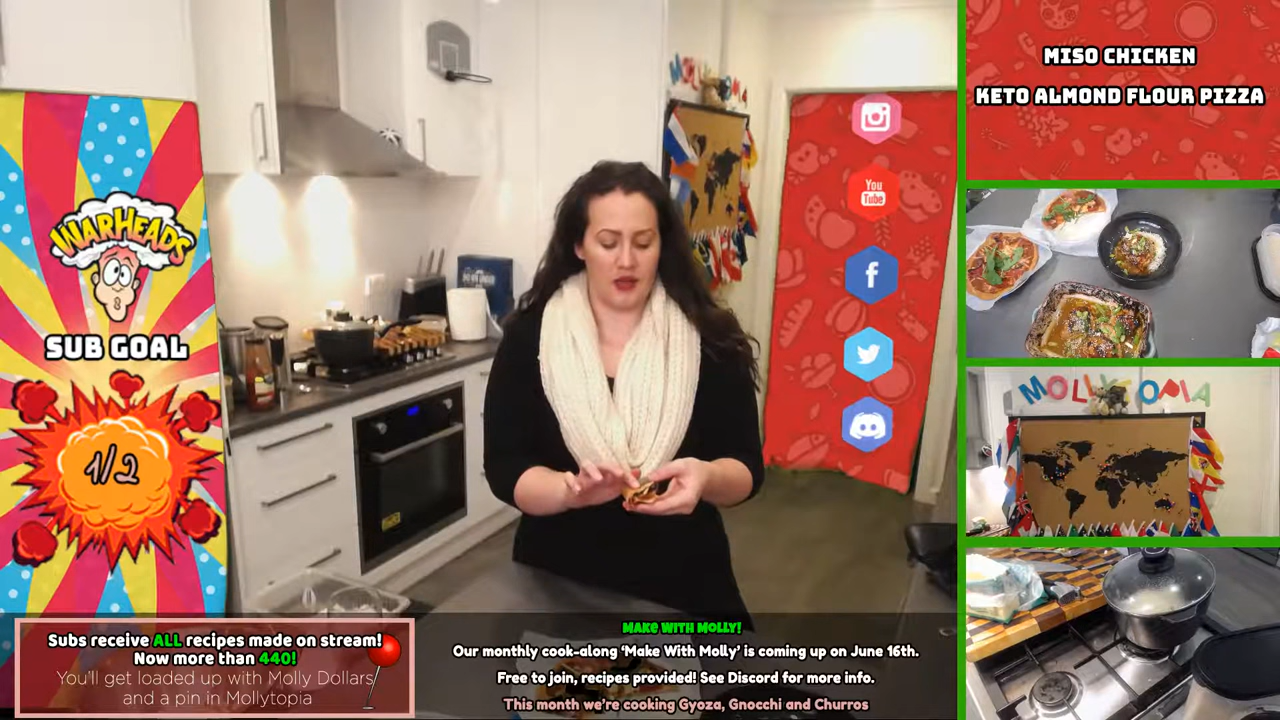 MISO CHICKEN
KETO ALMOND FLOUR PIZZA
MOLLYTOPIA
WARHEADS
SUB GOAL
1/2
You
Tube
MOLLYTOPIA
Subs receive ALL recipes made on stream!
Now more than 440!
You'll get loaded up with Molly Dollars
and a pin in Mollytopia
MAKE WITH MOLLY!
Our monthly cook-along 'Make With Molly' is coming up on June 16th.
Free to join, recipes provided! See Discord for more info.
This month we're cooking Gyoza, Gnocchi and Churros